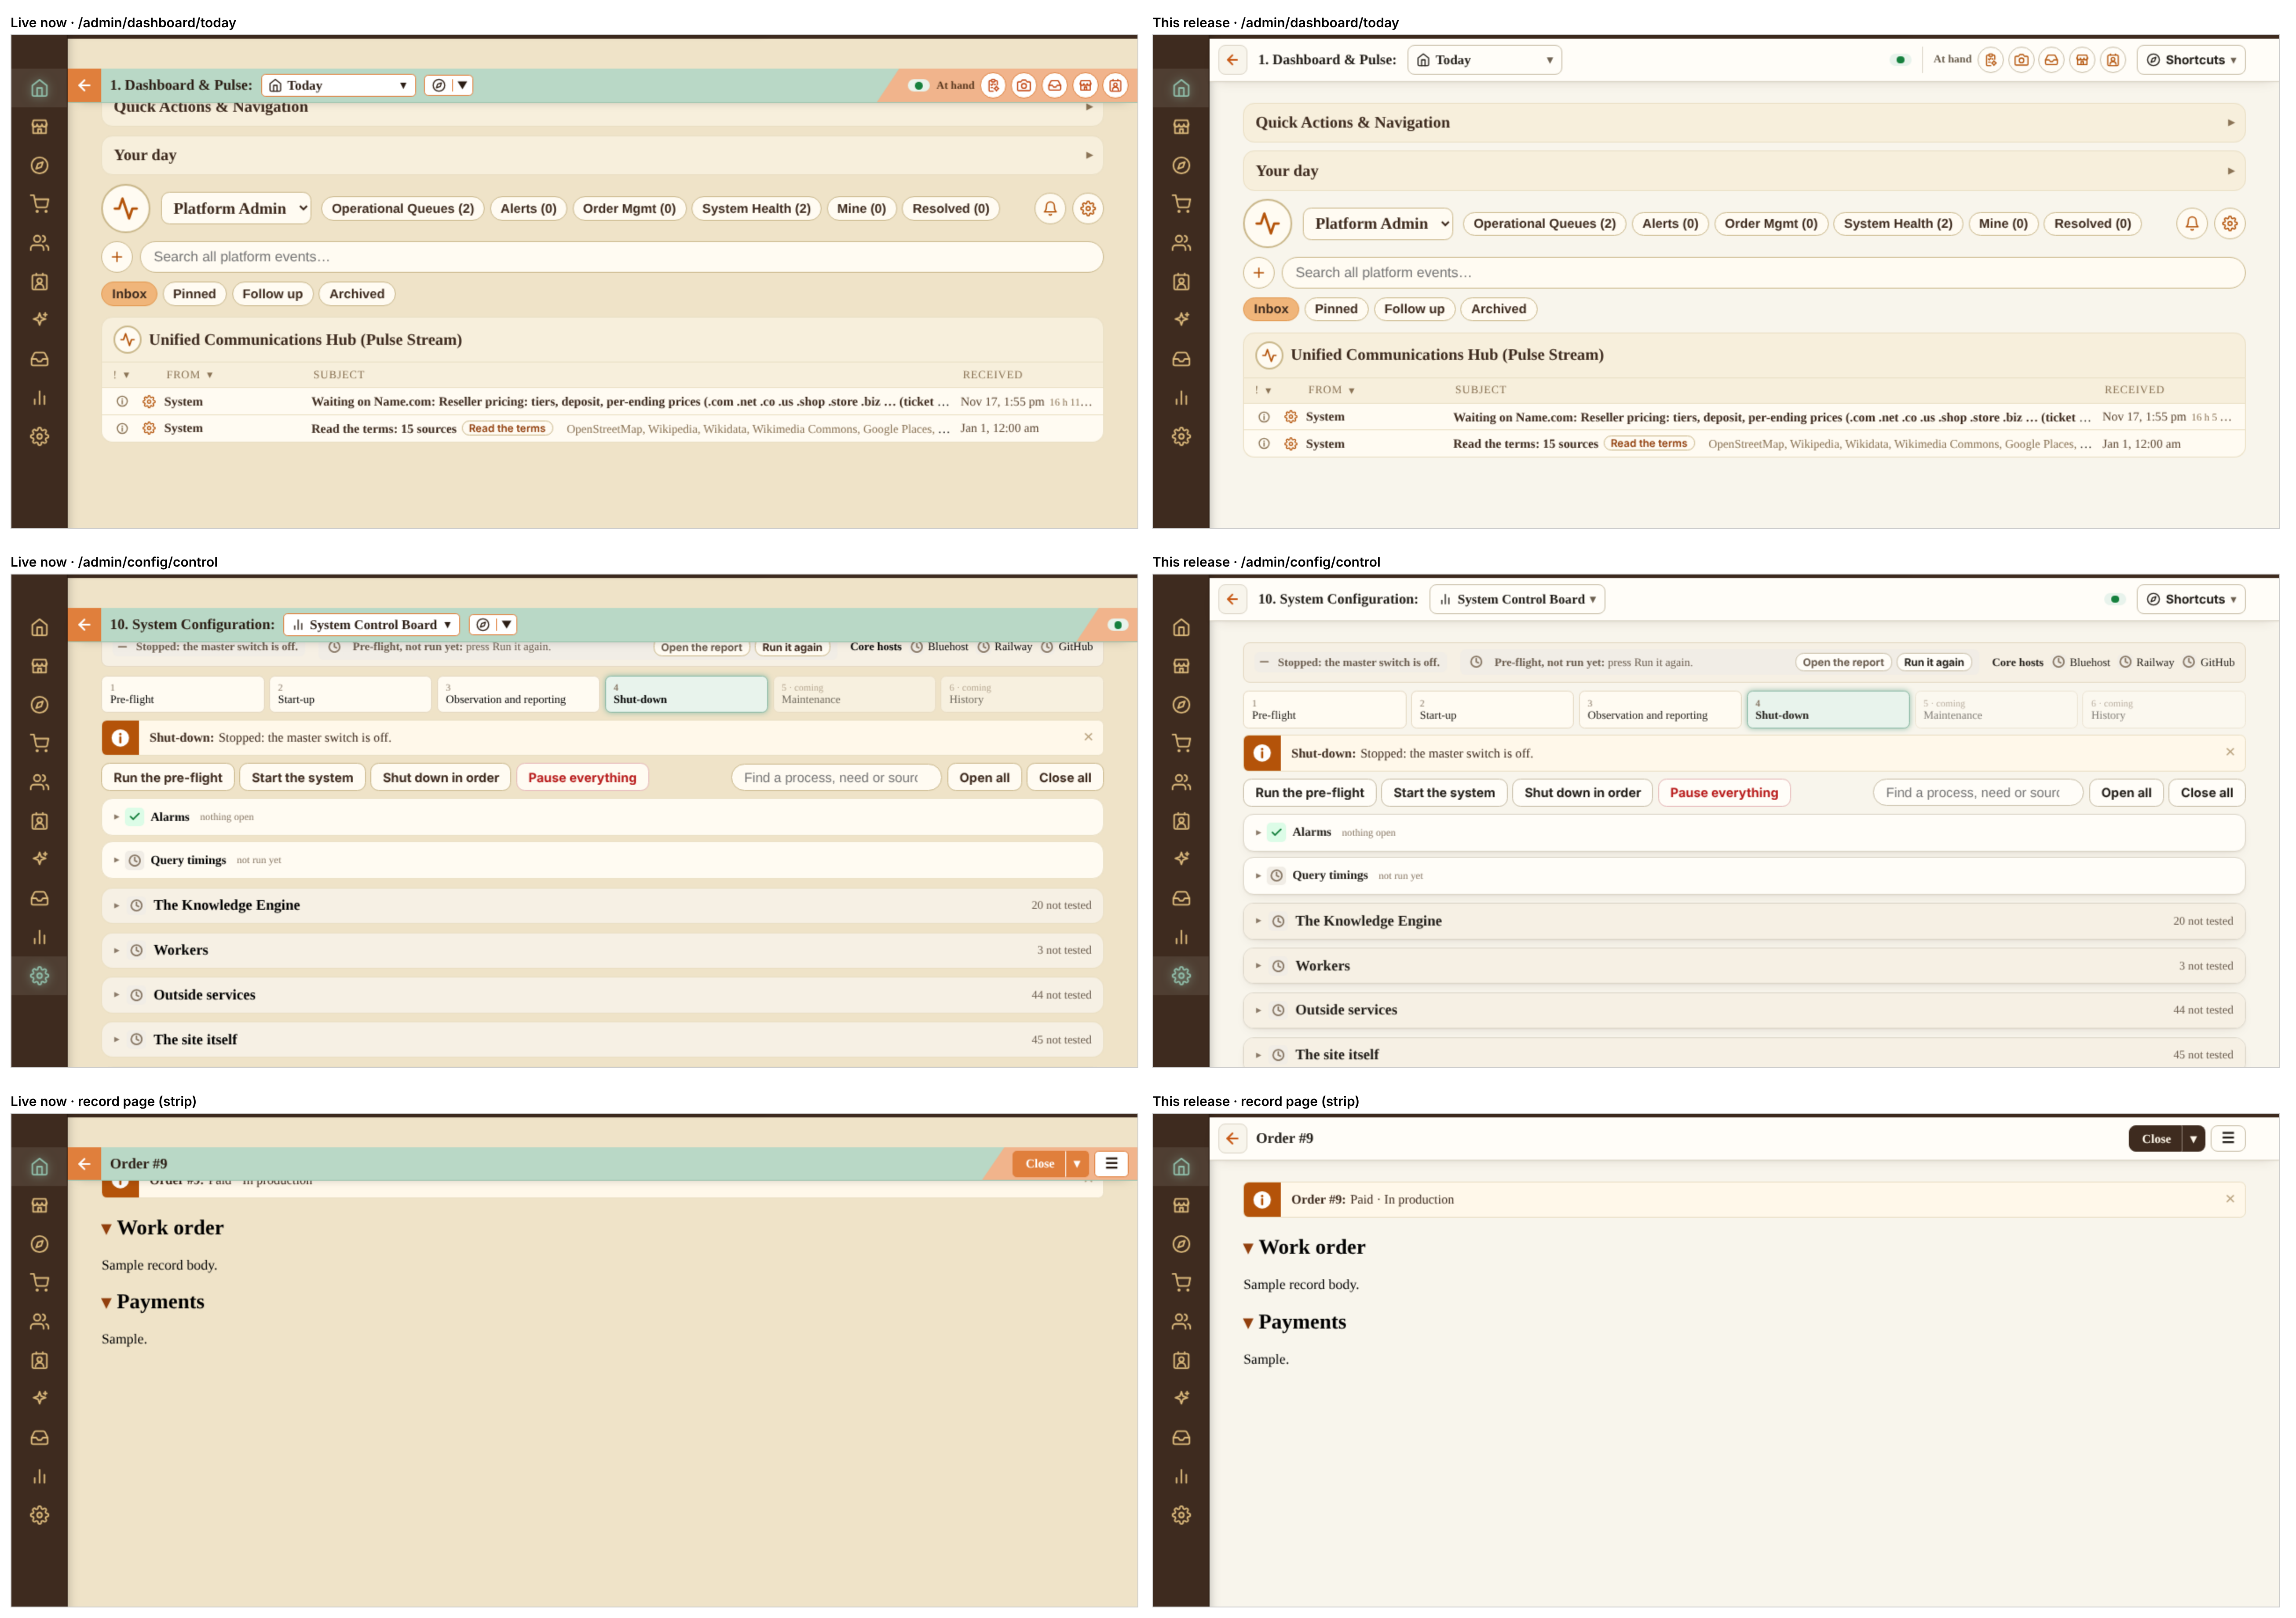 Live now · /admin/dashboard/today
1. Dashboard & Pulse: Today ▼ ▼ At hand
Quick Actions & Navigation
Your day
Platform Admin Operational Queues (2) Alerts (0) Order Mgmt (0) System Health (2) Mine (0) Resolved (0)
+ Search all platform events…
Inbox Pinned Follow up Archived
Unified Communications Hub (Pulse Stream)
! ▼ FROM ▼ SUBJECT RECEIVED
System Waiting on Name.com: Reseller pricing: tiers, deposit, per-ending prices (.com .net .co .us .shop .store .biz … (ticket … Nov 17, 1:55 pm 16 h 11…
System Read the terms: 15 sources Read the terms OpenStreetMap, Wikipedia, Wikidata, Wikimedia Commons, Google Places, … Jan 1, 12:00 am
This release · /admin/dashboard/today
1. Dashboard & Pulse: Today ▼ At hand Shortcuts ▼
Quick Actions & Navigation
Your day
Platform Admin Operational Queues (2) Alerts (0) Order Mgmt (0) System Health (2) Mine (0) Resolved (0)
+ Search all platform events…
Inbox Pinned Follow up Archived
Unified Communications Hub (Pulse Stream)
! ▼ FROM ▼ SUBJECT RECEIVED
System Waiting on Name.com: Reseller pricing: tiers, deposit, per-ending prices (.com .net .co .us .shop .store .biz … (ticket … Nov 17, 1:55 pm 16 h 5 …
System Read the terms: 15 sources Read the terms OpenStreetMap, Wikipedia, Wikidata, Wikimedia Commons, Google Places, … Jan 1, 12:00 am
Live now · /admin/config/control
10. System Configuration: System Control Board ▼ ▼
Stopped: the master switch is off. Pre-flight, not run yet: press Run it again. Open the report Run it again Core hosts Bluehost Railway GitHub
1 2 3 4 5 · coming 6 · coming
Pre-flight Start-up Observation and reporting Shut-down Maintenance History
Shut-down: Stopped: the master switch is off. ×
Run the pre-flight Start the system Shut down in order Pause everything Find a process, need or sourc Open all Close all
Alarms nothing open
Query timings not run yet
The Knowledge Engine 20 not tested
Workers 3 not tested
Outside services 44 not tested
The site itself 45 not tested
This release · /admin/config/control
10. System Configuration: System Control Board ▼ Shortcuts ▼
Stopped: the master switch is off. Pre-flight, not run yet: press Run it again. Open the report Run it again Core hosts Bluehost Railway GitHub
1 2 3 4 5 · coming 6 · coming
Pre-flight Start-up Observation and reporting Shut-down Maintenance History
Shut-down: Stopped: the master switch is off. ×
Run the pre-flight Start the system Shut down in order Pause everything Find a process, need or sourc Open all Close all
Alarms nothing open
Query timings not run yet
The Knowledge Engine 20 not tested
Workers 3 not tested
Outside services 44 not tested
The site itself 45 not tested
Live now · record page (strip)
Order #9 Close ▼
Order #9: Paid · In production
▼ Work order
Sample record body.
▼ Payments
Sample.
This release · record page (strip)
Order #9 Close ▼
Order #9: Paid · In production ×
▼ Work order
Sample record body.
▼ Payments
Sample.